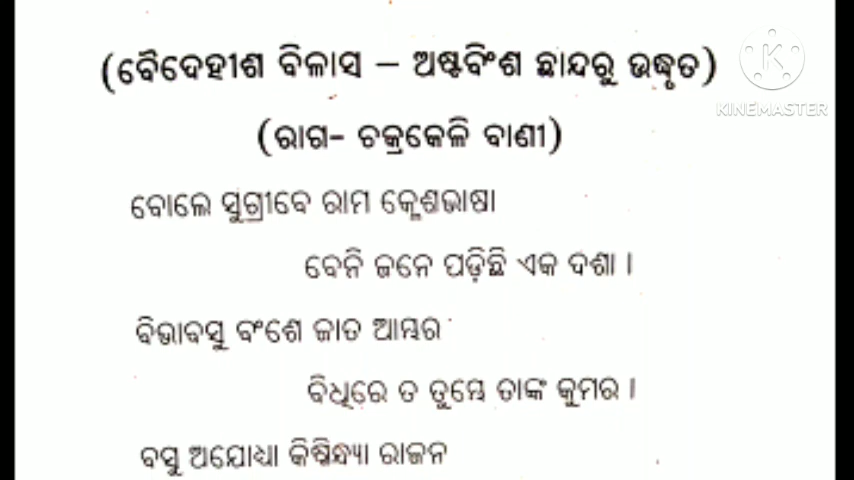 (ବୈଦେହୀଶ ବିଳାସ – ଅଷ୍ଟବିଂଶ ଛାନ୍ଦରୁ ଉଦ୍ଧୃତ)
KINEMASTER
(ରାଗ- ଚକ୍ରକେଳି ବାଣୀ)
ବୋଲେ ସୁଗ୍ରୀବେ ରାମ କ୍ଳେଶଭାଷା
ବେନି ଜନେ ପଡ଼ିଛି ଏକ ଦଶା ।
ବିଭାବସୁ ବଂଶେ ଜାତ ଆମ୍ଭର
ବିଧିରେ ତ ତୁମ୍ଭେ ତାଙ୍କ କୁମର ।
ବସୁ ଅଯୋଧ୍ୟା କିଷ୍କିନ୍ଧ୍ୟା ରାଜନ